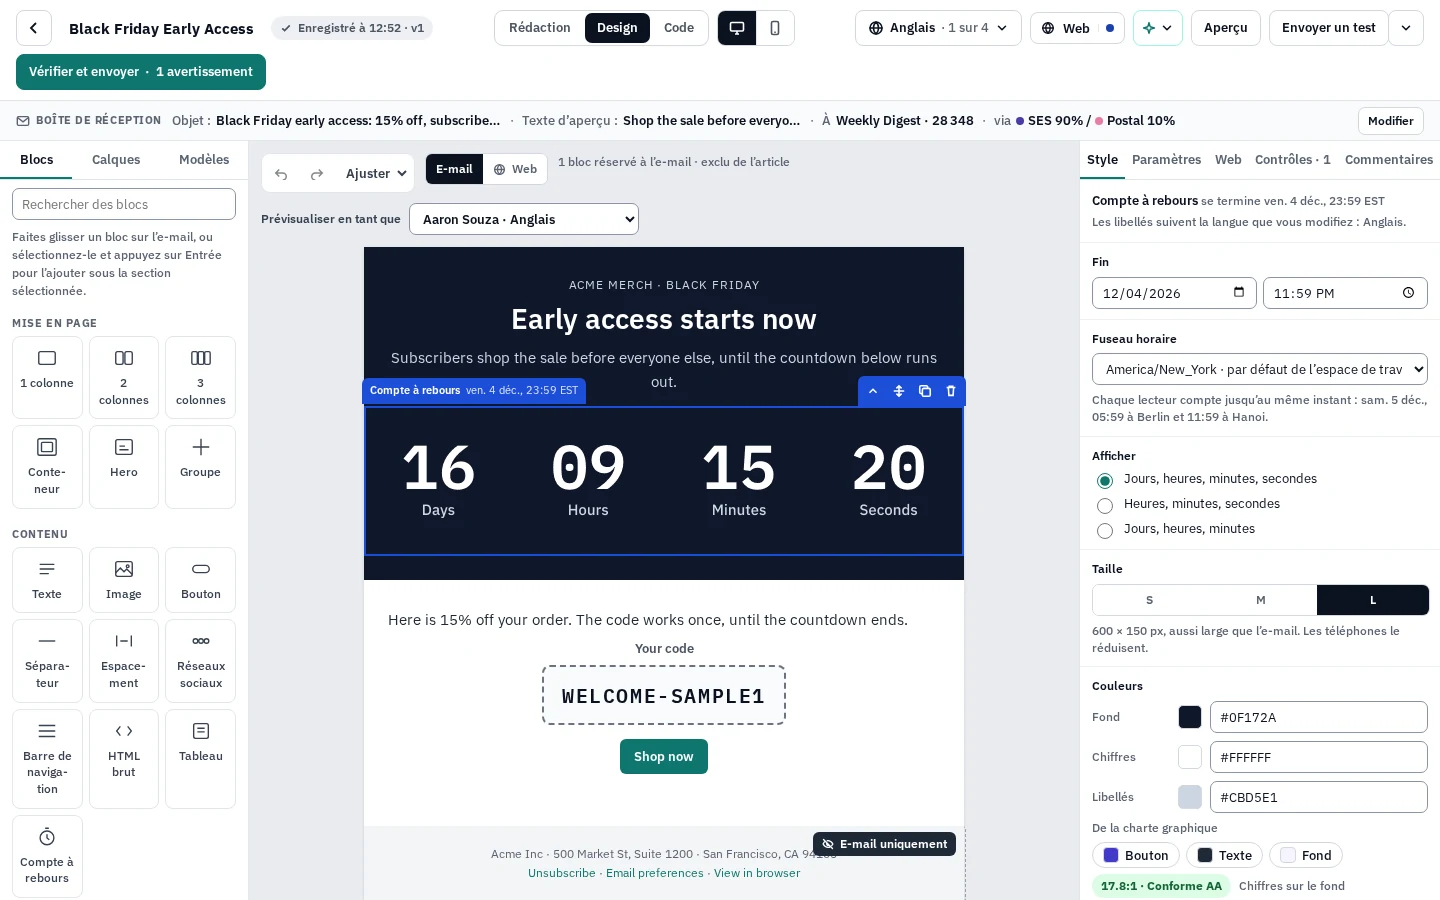 Black Friday Early Access
Enregistré à 12:52 · v1
Rédaction
Design
Code
Anglais · 1 sur 4
Web
Aperçu
Envoyer un test
Vérifier et envoyer · 1 avertissement
BOÎTE DE RÉCEPTION
Objet : Black Friday early access: 15% off, subscribe…
· Texte d’aperçu : Shop the sale before everyo…
· À Weekly Digest · 28 348
· via SES 90% / Postal 10%
Modifier
Blocs
Calques
Modèles
Rechercher des blocs
Faites glisser un bloc sur l’e-mail, ou
sélectionnez-le et appuyez sur Entrée
pour l’ajouter sous la section
sélectionnée.
MISE EN PAGE
1 colonne
2
colonnes
3
colonnes
Conte-
neur
Hero
Groupe
CONTENU
Texte
Image
Bouton
Sépara-
teur
Espace-
ment
Réseaux
sociaux
Barre de
naviga-
tion
HTML
brut
Tableau
Compte à
rebours
Ajuster
E-mail
Web
1 bloc réservé à l’e-mail · exclu de l’article
Prévisualiser en tant que
Aaron Souza · Anglais
ACME MERCH · BLACK FRIDAY
Early access starts now
Subscribers shop the sale before everyone else, until the countdown below runs
out.
Compte à rebours ven. 4 déc., 23:59 EST
16 09 15 20
Days Hours Minutes Seconds
Here is 15% off your order. The code works once, until the countdown ends.
Your code
WELCOME-SAMPLE1
Shop now
E-mail uniquement
Acme Inc · 500 Market St, Suite 1200 · San Francisco, CA
Unsubscribe · Email preferences · View in browser
Style
Paramètres
Web
Contrôles · 1
Commentaires
Compte à rebours se termine ven. 4 déc., 23:59 EST
Les libellés suivent la langue que vous modifiez : Anglais.
Fin
12/04/2026
11:59 PM
Fuseau horaire
America/New_York · par défaut de l’espace de trav
Chaque lecteur compte jusqu’au même instant : sam. 5 déc.,
05:59 à Berlin et 11:59 à Hanoi.
Afficher
Jours, heures, minutes, secondes
Heures, minutes, secondes
Jours, heures, minutes
Taille
S
M
L
600 × 150 px, aussi large que l’e-mail. Les téléphones le
réduisent.
Couleurs
Fond
#0F172A
Chiffres
#FFFFFF
Libellés
#CBD5E1
De la charte graphique
Bouton
Texte
Fond
17.8:1 · Conforme AA
Chiffres sur le fond